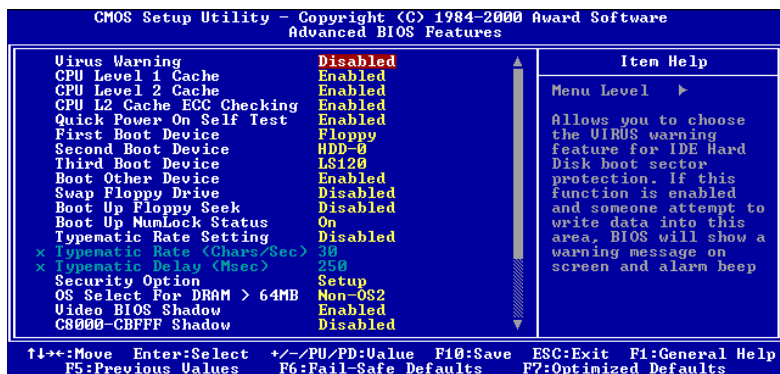 CMOS Setup Utility - Copyright (C) 1984-2000 Award Software
Advanced BIOS Features
Virus Warning Disabled
CPU Level 1 Cache Enabled
CPU Level 2 Cache Enabled
CPU L2 Cache ECC Checking Enabled
Quick Power On Self Test Enabled
First Boot Device Floppy
Second Boot Device HDD-0
Third Boot Device LS120
Boot Other Device Enabled
Swap Floppy Drive Disabled
Boot Up Floppy Seek Disabled
Boot Up NumLock Status On
Typematic Rate Setting Disabled
x Typematic Rate (Chars/Sec) 30
x Typematic Delay (Msec) 250
Security Option Setup
OS Select For DRAM > 64MB Non-OS2
Video BIOS Shadow Enabled
C8000-CBFFF Shadow Disabled
Item Help
Menu Level ▶
Allows you to choose
the VIRUS warning
feature for IDE Hard
Disk boot sector
protection. If this
function is enabled
and someone attempt to
write data into this
area, BIOS will show a
warning message on
screen and alarm beep
↑↓→←:Move Enter:Select +/-/PU/PD:Value F10:Save ESC:Exit F1:General Help
F5:Previous Values F6:Fail-Safe Defaults F7:Optimized Defaults